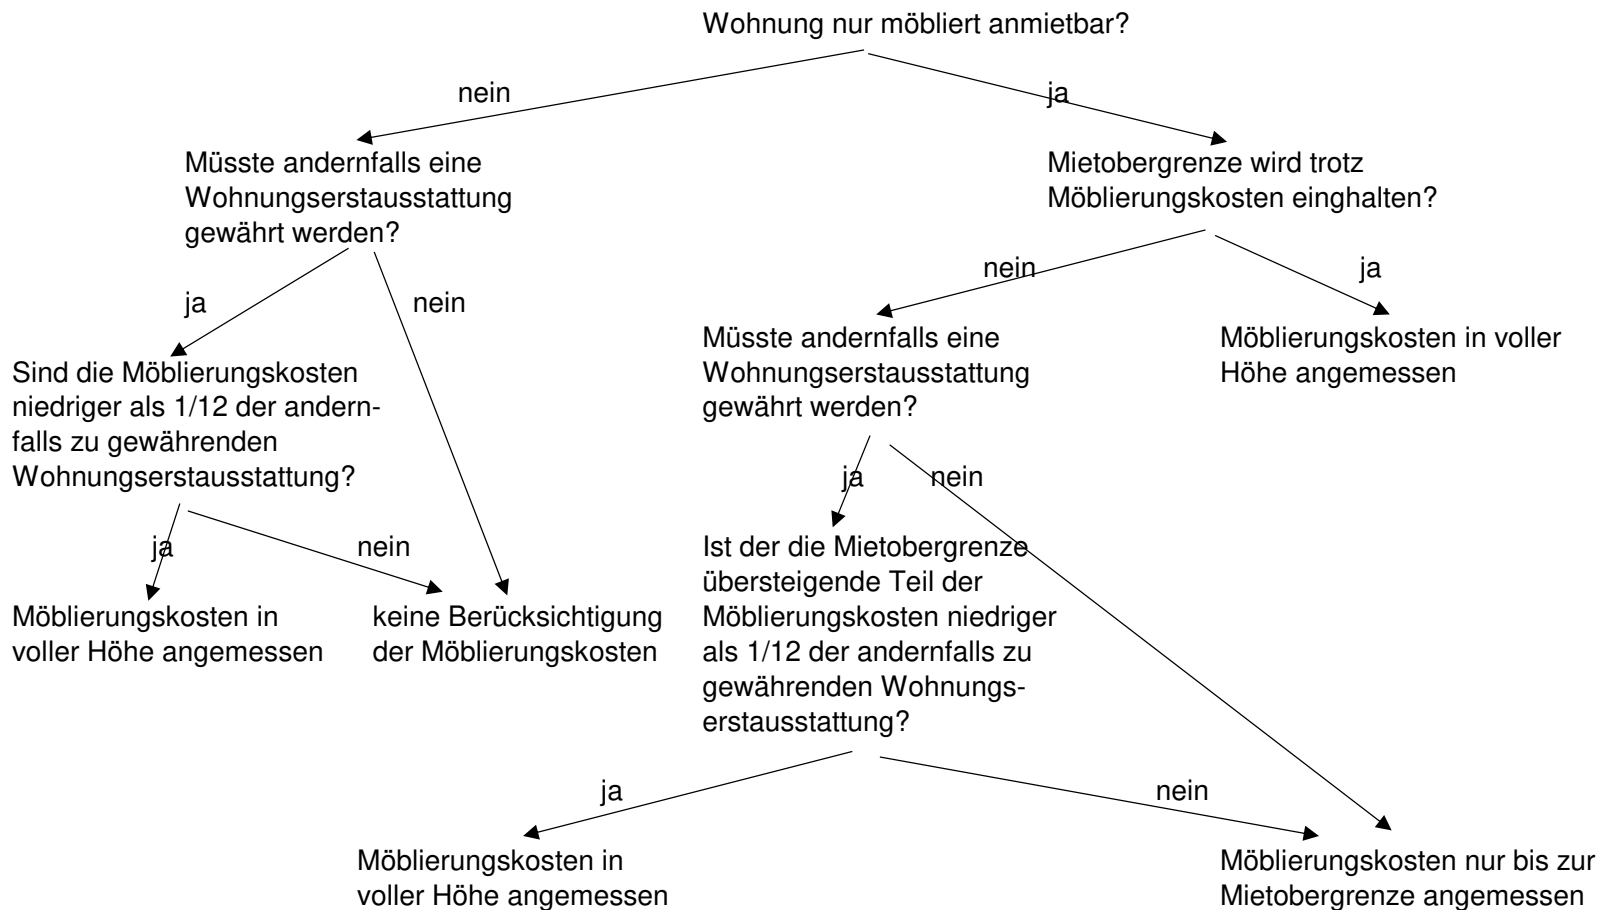 Wohnung nur möbliert anmietbar?
nein
ja
Müsste andernfalls eine
Wohnungserstausstattung
gewährt werden?
Mietobergrenze wird trotz
Möblierungskosten einghalten?
ja
nein
nein
ja
Sind die Möblierungskosten
niedriger als 1/12 der andern-
falls zu gewährenden
Wohnungserstausstattung?
Müsste andernfalls eine
Wohnungserstausstattung
gewährt werden?
Möblierungskosten in voller
Höhe angemessen
ja
nein
ja
nein
Möblierungskosten in
voller Höhe angemessen
keine Berücksichtigung
der Möblierungskosten
Ist der die Mietobergrenze
übersteigende Teil der
Möblierungskosten niedriger
als 1/12 der andernfalls zu
gewährenden Wohnungs-
erstausstattung?
ja
nein
Möblierungskosten in
voller Höhe angemessen
Möblierungskosten nur bis zur
Mietobergrenze angemessen